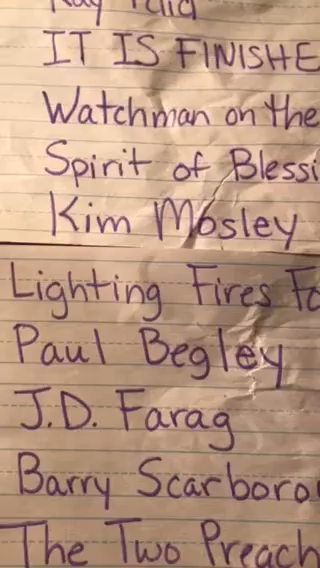 IT IS FINISHE
Watchman on the
Spirit of Blessi
Kim Mosley
Lighting Fires Fo
Paul Begley
J.D. Farag
Barry Scarboro
The Two Preach